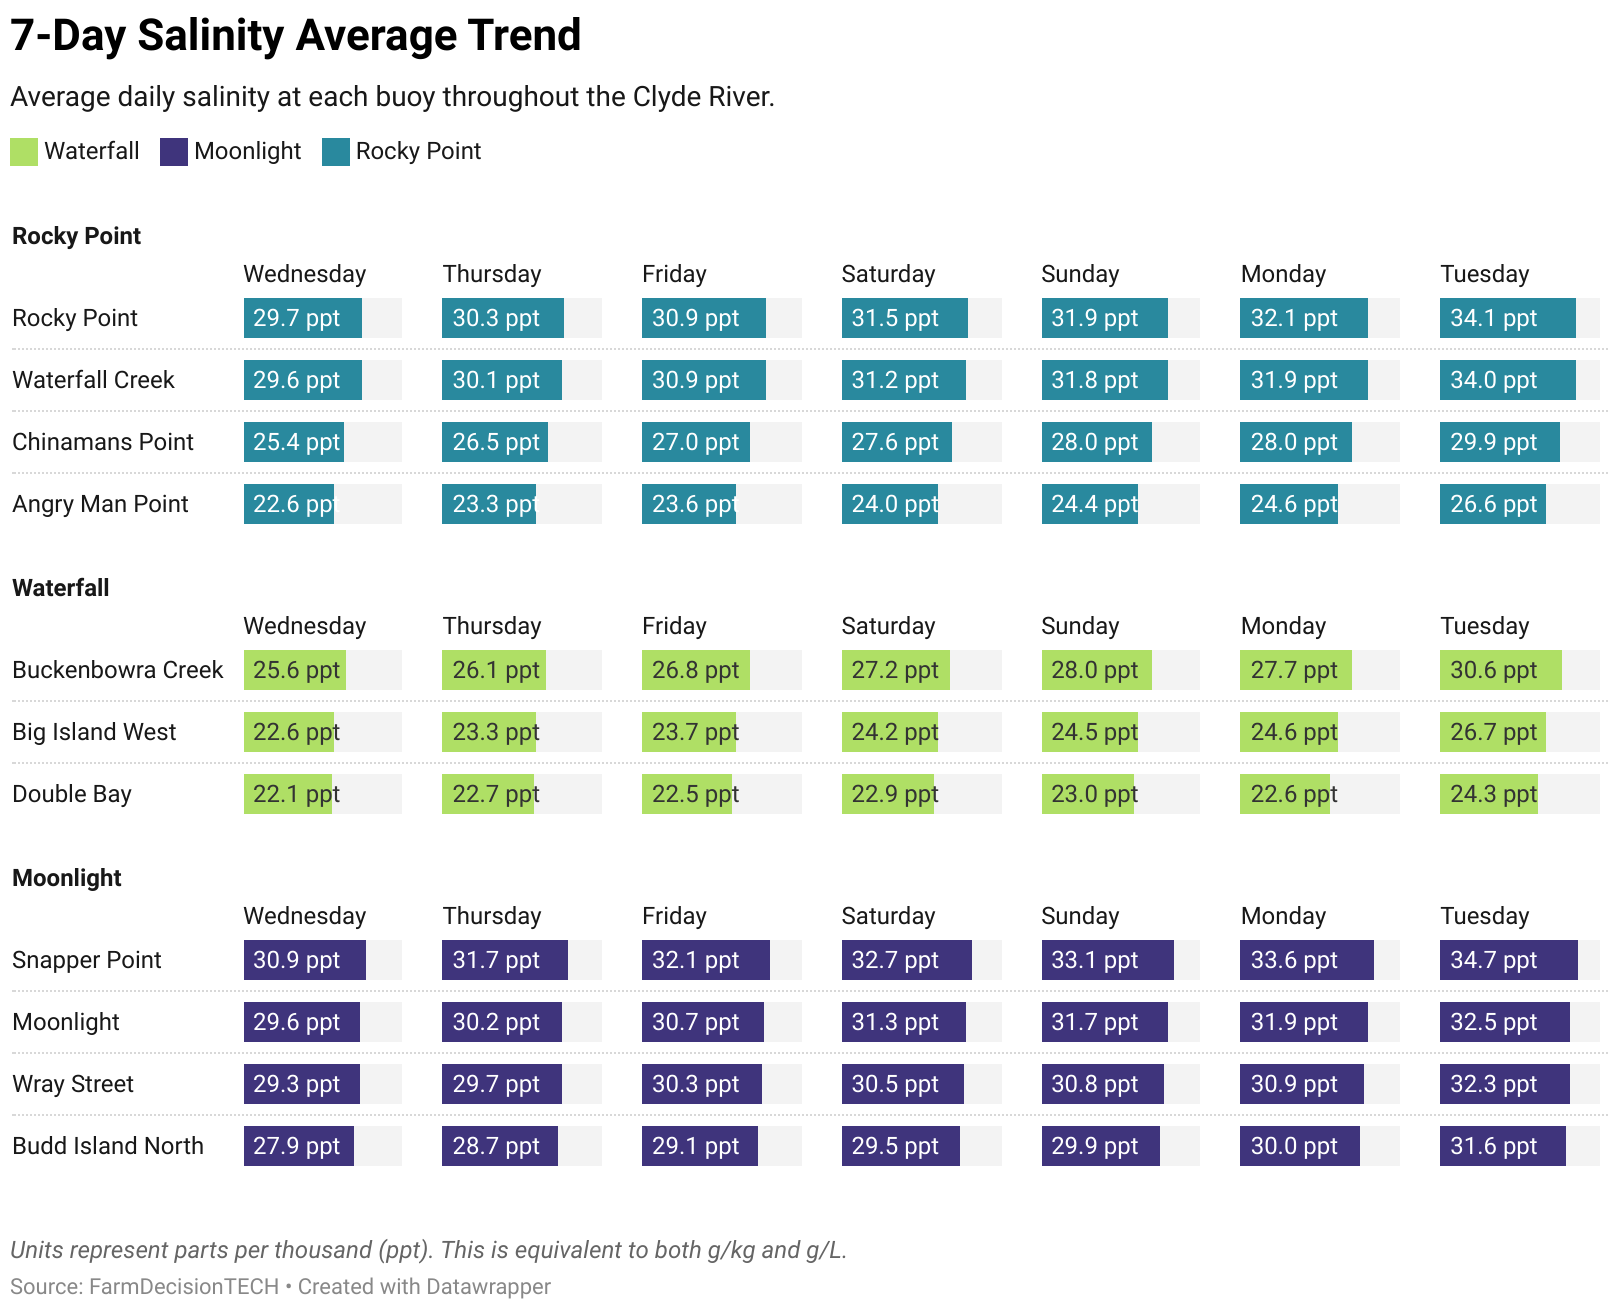 7-Day Salinity Average Trend
Average daily salinity at each buoy throughout the Clyde River.
Waterfall Moonlight Rocky Point
Rocky Point
Wednesday Thursday Friday Saturday Sunday Monday Tuesday
Rocky Point 29.7 ppt 30.3 ppt 30.9 ppt 31.5 ppt 31.9 ppt 32.1 ppt 34.1 ppt
Waterfall Creek 29.6 ppt 30.1 ppt 30.9 ppt 31.2 ppt 31.8 ppt 31.9 ppt 34.0 ppt
Chinamans Point 25.4 ppt 26.5 ppt 27.0 ppt 27.6 ppt 28.0 ppt 28.0 ppt 29.9 ppt
Angry Man Point 22.6 ppt 23.3 ppt 23.6 ppt 24.0 ppt 24.4 ppt 24.6 ppt 26.6 ppt
Waterfall
Wednesday Thursday Friday Saturday Sunday Monday Tuesday
Buckenbowra Creek 25.6 ppt 26.1 ppt 26.8 ppt 27.2 ppt 28.0 ppt 27.7 ppt 30.6 ppt
Big Island West 22.6 ppt 23.3 ppt 23.7 ppt 24.2 ppt 24.5 ppt 24.6 ppt 26.7 ppt
Double Bay 22.1 ppt 22.7 ppt 22.5 ppt 22.9 ppt 23.0 ppt 22.6 ppt 24.3 ppt
Moonlight
Wednesday Thursday Friday Saturday Sunday Monday Tuesday
Snapper Point 30.9 ppt 31.7 ppt 32.1 ppt 32.7 ppt 33.1 ppt 33.6 ppt 34.7 ppt
Moonlight 29.6 ppt 30.2 ppt 30.7 ppt 31.3 ppt 31.7 ppt 31.9 ppt 32.5 ppt
Wray Street 29.3 ppt 29.7 ppt 30.3 ppt 30.5 ppt 30.8 ppt 30.9 ppt 32.3 ppt
Budd Island North 27.9 ppt 28.7 ppt 29.1 ppt 29.5 ppt 29.9 ppt 30.0 ppt 31.6 ppt
Units represent parts per thousand (ppt). This is equivalent to both g/kg and g/L.
Source: FarmDecisionTECH • Created with Datawrapper